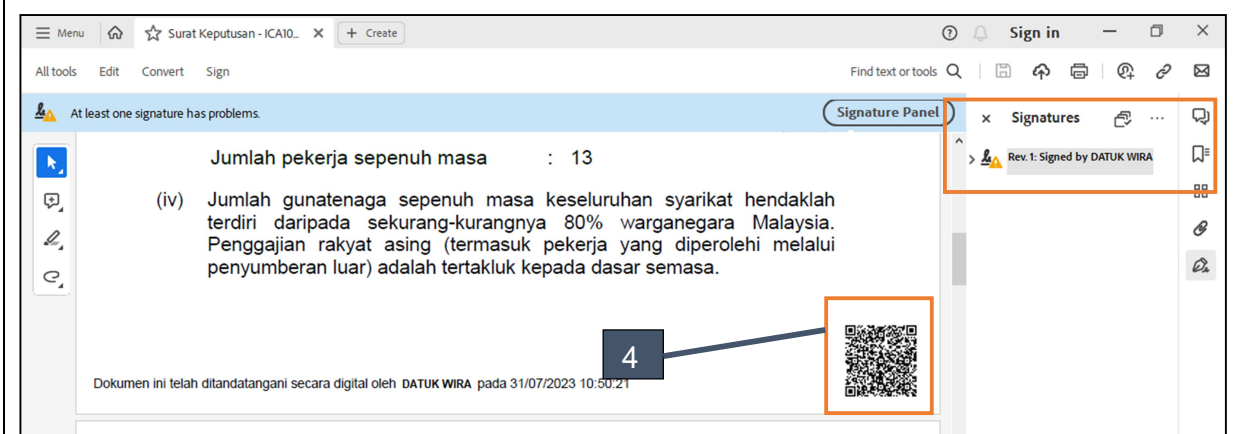 Menu
Surat Keputusan - ICA10...
+ Create
Sign in
All tools Edit Convert Sign
Find text or tools
At least one signature has problems.
Signature Panel
Signatures
Rev. 1: Signed by DATUK WIRA
Jumlah pekerja sepenuh masa : 13
(iv) Jumlah gunatenaga sepenuh masa keseluruhan syarikat hendaklah
terdiri daripada sekurang-kurangnya 80% warganegara Malaysia.
Penggajian rakyat asing (termasuk pekerja yang diperolehi melalui
penyumberan luar) adalah tertakluk kepada dasar semasa.
4
Dokumen ini telah ditandatangani secara digital oleh DATUK WIRA pada 31/07/2023 10:50:21